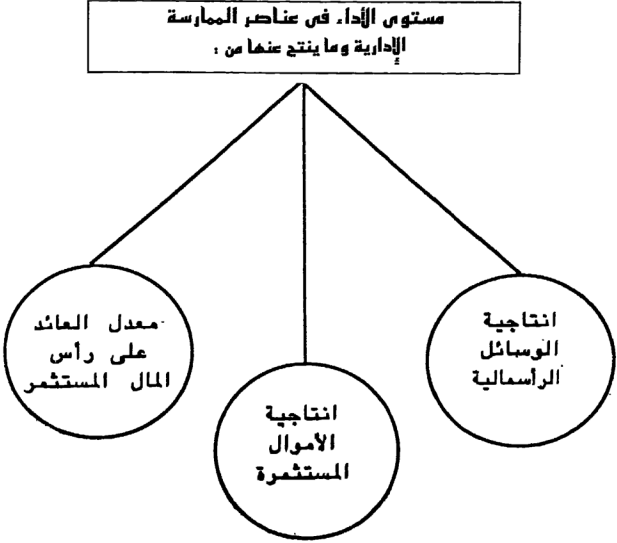 مستوى الأداء فى عناصر الممارسة
الإدارية وما ينتج عنها من :
انتاجية
الوسائل
الرأسمالية
انتاجية
الأموال
المستثمرة
معدل العائد
على رأس
المال المستثمر